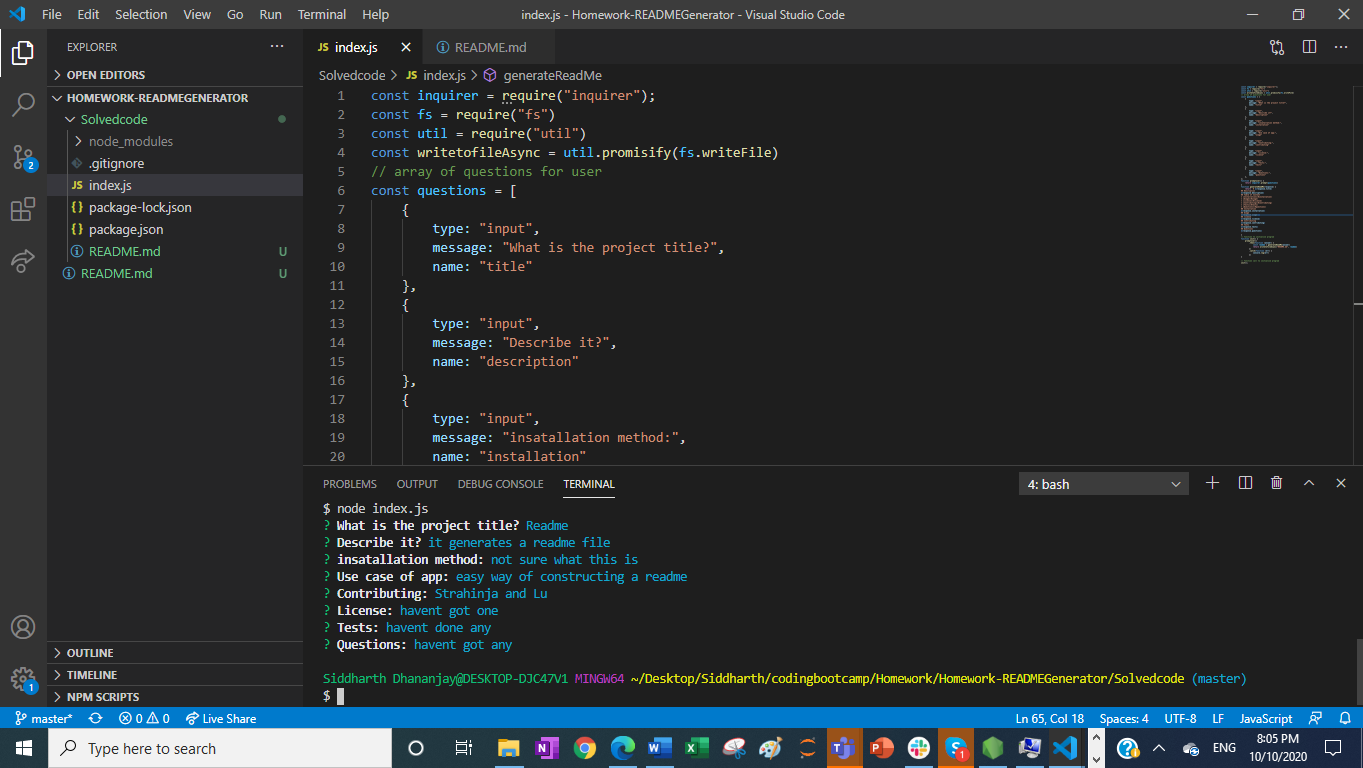 File Edit Selection View Go Run Terminal Help
index.js - Homework-READMEGenerator - Visual Studio Code
EXPLORER
OPEN EDITORS
HOMEWORK-READMEGENERATOR
Solvedcode
node_modules
.gitignore
JS index.js
{} package-lock.json
{} package.json
README.md U
README.md U
OUTLINE
TIMELINE
NPM SCRIPTS
2
1
JS index.js
README.md
Solvedcode > JS index.js > generateReadMe
1 const inquirer = require("inquirer");
2 const fs = require("fs")
3 const util = require("util")
4 const writetofileAsync = util.promisify(fs.writeFile)
5 // array of questions for user
6 const questions = [
7 {
8 type: "input",
9 message: "What is the project title?",
10 name: "title"
11 },
12 {
13 type: "input",
14 message: "Describe it?",
15 name: "description"
16 },
17 {
18 type: "input",
19 message: "insatallation method:",
20 name: "installation"
PROBLEMS OUTPUT DEBUG CONSOLE TERMINAL
4: bash
$ node index.js
? What is the project title? Readme
? Describe it? it generates a readme file
? insatallation method: not sure what this is
? Use case of app: easy way of constructing a readme
? Contributing: Strahinja and Lu
? License: havent got one
? Tests: havent done any
? Questions: havent got any
Siddharth Dhananjay@DESKTOP-DJC47V1 MINGW64 ~/Desktop/Siddharth/codingbootcamp/Homework/Homework-READMEGenerator/Solvedcode (master)
$
master* 0 0 Live Share
Ln 65, Col 18 Spaces: 4 UTF-8 LF JavaScript
Type here to search
ENG
8:05 PM
10/10/2020